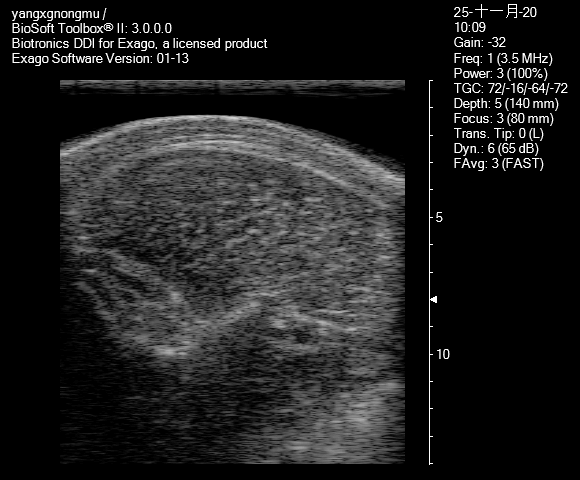 yangxgnongmu /
BioSoft Toolbox® II: 3.0.0.0
Biotronics DDI for Exago, a licensed product
Exago Software Version: 01-13
25-十一月-20
10:09
Gain: -32
Freq: 1 (3.5 MHz)
Power: 3 (100%)
TGC: 72/-16/-64/-72
Depth: 5 (140 mm)
Focus: 3 (80 mm)
Trans. Tip: 0 (L)
Dyn.: 6 (65 dB)
FAvg: 3 (FAST)
5
10